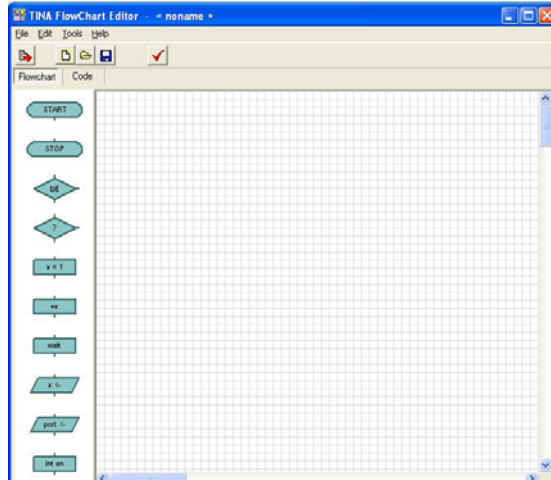 TINA FlowChart Editor - < noname >
File Edit Tools Help
Flowchart Code
START
STOP
bit
?
x = 1
++
wait
x <-
port <-
int en